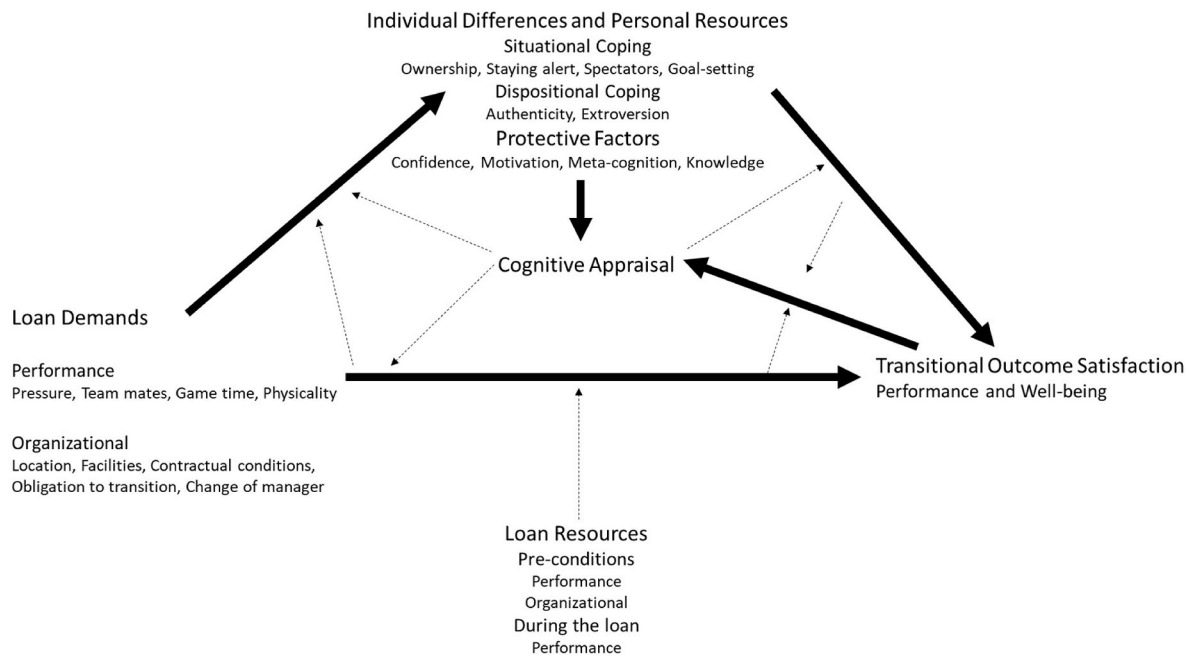 Individual Differences and Personal Resources
Situational Coping
Ownership, Staying alert, Spectators, Goal-setting
Dispositional Coping
Authenticity, Extroversion
Protective Factors
Confidence, Motivation, Meta-cognition, Knowledge
Cognitive Appraisal
Loan Demands
Performance
Pressure, Team mates, Game time, Physicality
Organizational
Location, Facilities, Contractual conditions,
Obligation to transition, Change of manager
Transitional Outcome Satisfaction
Performance and Well-being
Loan Resources
Pre-conditions
Performance
Organizational
During the loan
Performance